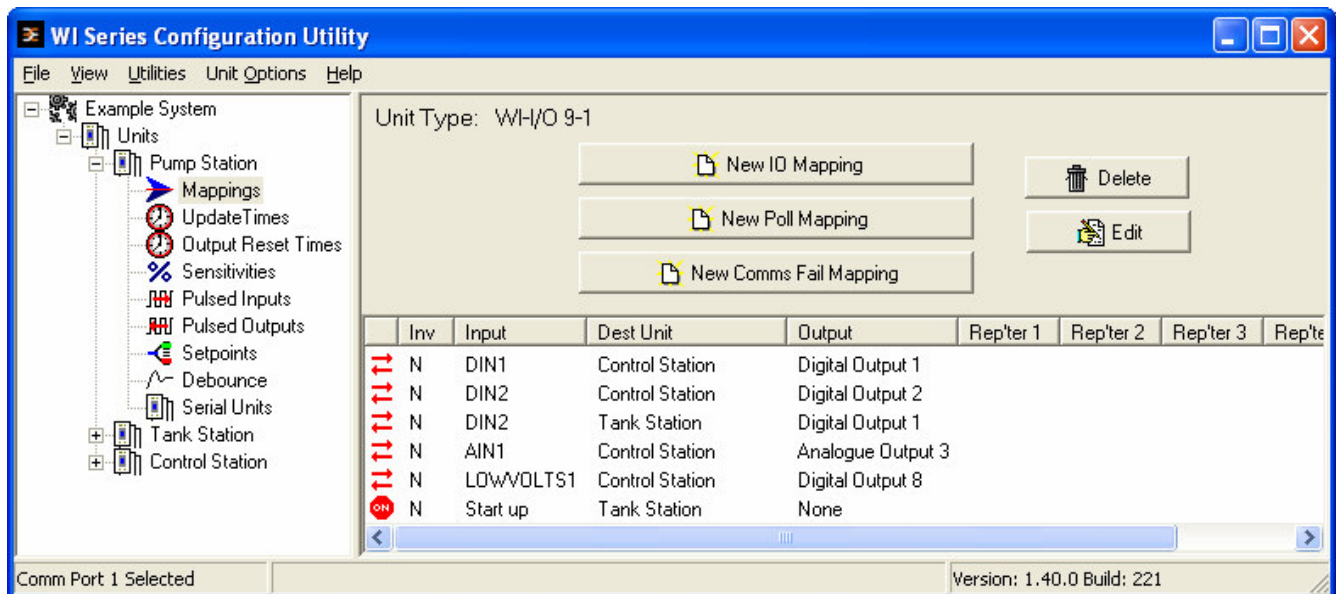 WI Series Configuration Utility
File View Utilities Unit Options Help
Example System
Units
Pump Station
Mappings
UpdateTimes
Output Reset Times
Sensitivities
Pulsed Inputs
Pulsed Outputs
Setpoints
Debounce
Serial Units
Tank Station
Control Station
Unit Type: WI-I/O 9-1
New IO Mapping
New Poll Mapping
New Comms Fail Mapping
Delete
Edit
Inv Input Dest Unit Output Rep'ter 1 Rep'ter 2 Rep'ter 3 Rep'te
N DIN1 Control Station Digital Output 1
N DIN2 Control Station Digital Output 2
N DIN2 Tank Station Digital Output 1
N AIN1 Control Station Analogue Output 3
N LOWVOLTS1 Control Station Digital Output 8
ON N Start up Tank Station None
Comm Port 1 Selected Version: 1.40.0 Build: 221